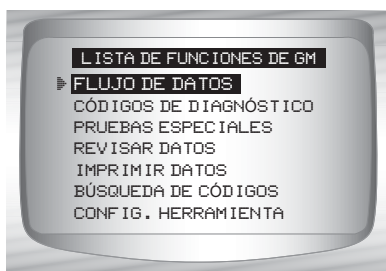 LISTA DE FUNCIONES DE GM
FLUJO DE DATOS
CÓDIGOS DE DIAGNÓSTICO
PRUEBAS ESPECIALES
REVISAR DATOS
IMPRIMIR DATOS
BÚSQUEDA DE CÓDIGOS
CONFIG. HERRAMIENTA